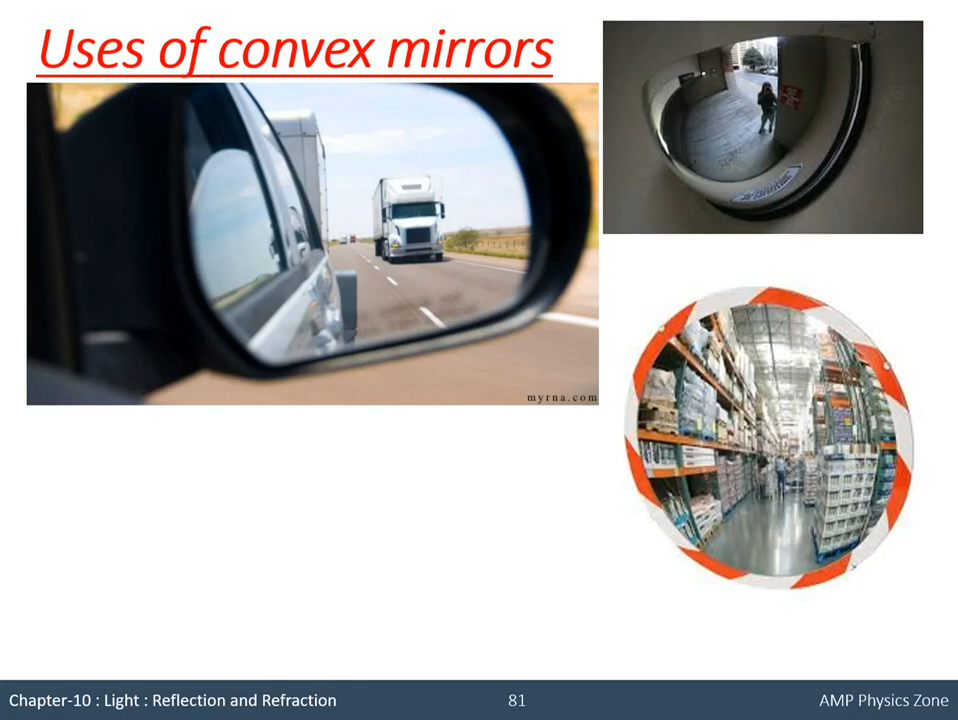 Uses of convex mirrors
myrna.com
Chapter-10 : Light : Reflection and Refraction
81
AMP Physics Zone